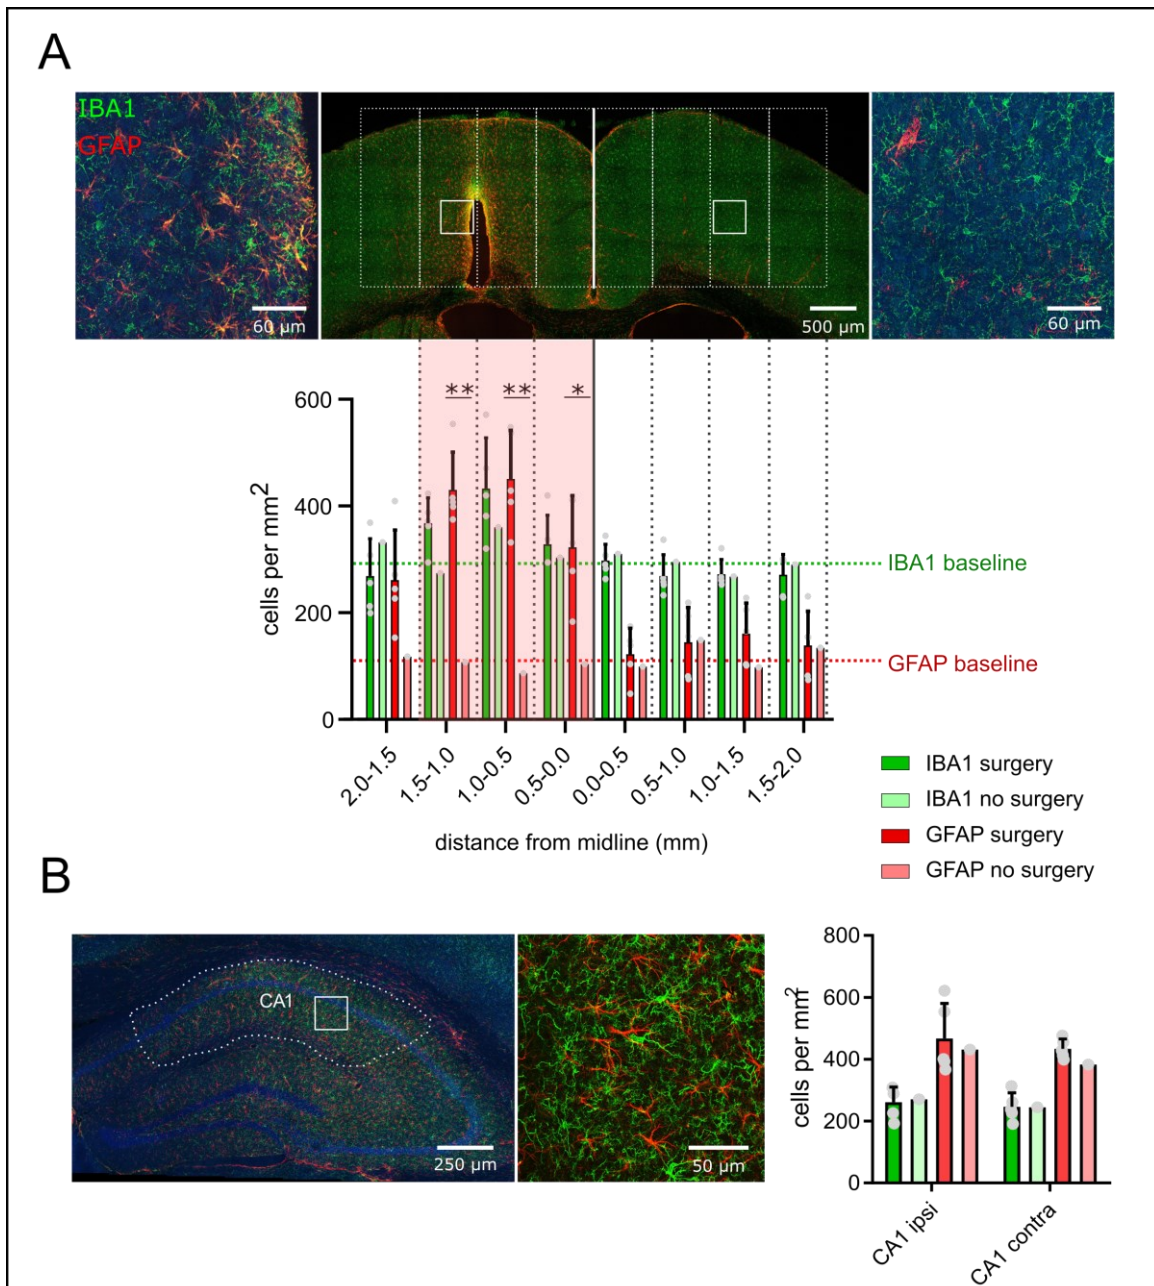 A
IBA1
GFAP
60 µm
500 µm
60 µm
** ** *
600
400
200
0
cells per mm2
IBA1 baseline
GFAP baseline
2.0-1.5
1.5-1.0
1.0-0.5
0.5-0.0
0.0-0.5
0.5-1.0
1.0-1.5
1.5-2.0
distance from midline (mm)
IBA1 surgery
IBA1 no surgery
GFAP surgery
GFAP no surgery
B
CA1
250 µm
50 µm
800
600
400
200
0
cells per mm2
CA1 ipsi
CA1 contra